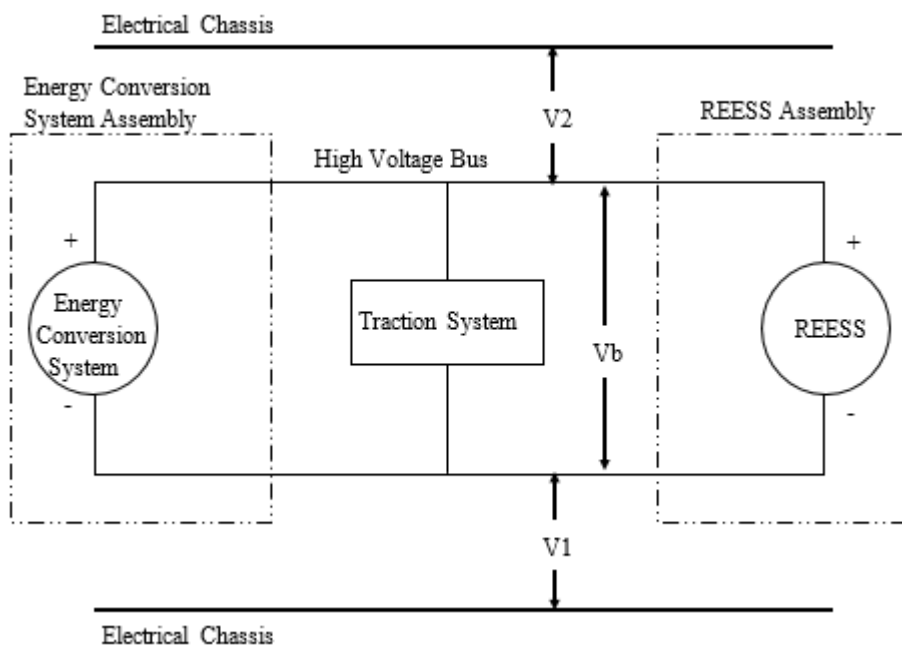 Electrical Chassis
Energy Conversion
System Assembly
V2
REESS Assembly
High Voltage Bus
+
+
Energy
Conversion
System
Traction System
Vb
REESS
-
-
V1
Electrical Chassis